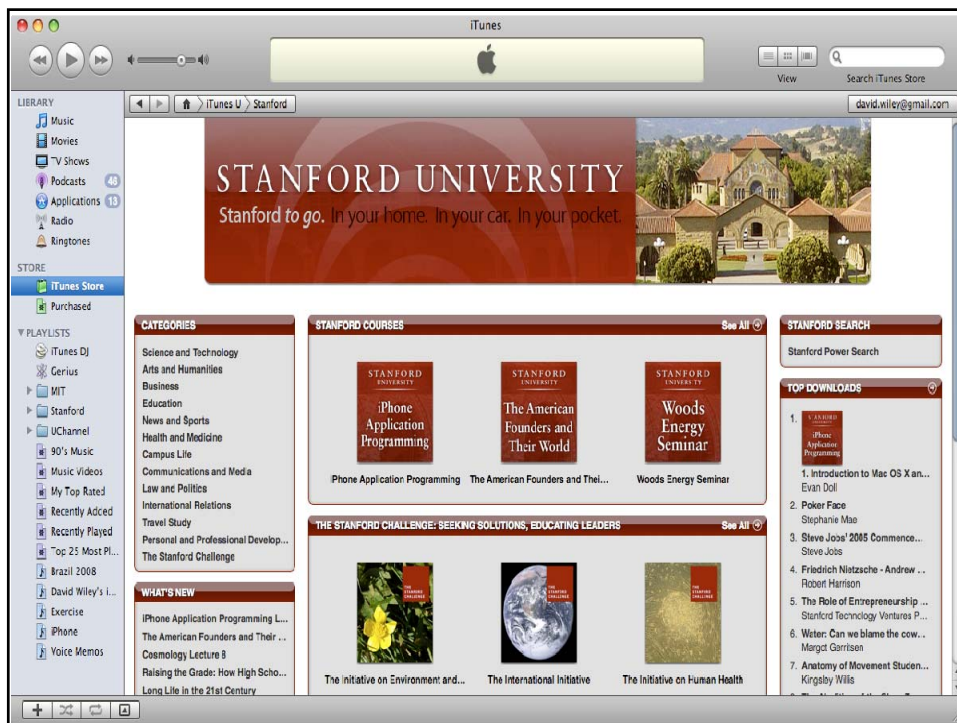 iTunes
View
Search iTunes Store
LIBRARY
Music
Movies
TV Shows
Podcasts 46
Applications 13
Radio
Ringtones
STORE
iTunes Store
Purchased
PLAYLISTS
iTunes DJ
Genius
MIT
Stanford
UChannel
90's Music
Music Videos
My Top Rated
Recently Added
Recently Played
Top 25 Most Pl...
Brazil 2008
David Wiley's i...
Exercise
iPhone
Voice Memos
iTunes U Stanford
david.wiley@gmail.com
STANFORD UNIVERSITY
Stanford to go. In your home. In your car. In your pocket.
CATEGORIES
Science and Technology
Arts and Humanities
Business
Education
News and Sports
Health and Medicine
Campus Life
Communications and Media
Law and Politics
International Relations
Travel Study
Personal and Professional Develop...
The Stanford Challenge
WHAT'S NEW
iPhone Application Programming L...
The American Founders and Their ...
Cosmology Lecture 8
Raising the Grade: How High Scho...
Long Life in the 21st Century
STANFORD COURSES See All
STANFORD
UNIVERSITY
iPhone
Application
Programming
iPhone Application Programming
STANFORD
UNIVERSITY
The American
Founders and
Their World
The American Founders and Thei...
STANFORD
UNIVERSITY
Woods
Energy
Seminar
Woods Energy Seminar
THE STANFORD CHALLENGE: SEEKING SOLUTIONS, EDUCATING LEADERS See All
THE
STANFORD
CHALLENGE
The Initiative on Environment and...
THE
STANFORD
CHALLENGE
The International Initiative
THE
STANFORD
CHALLENGE
The Initiative on Human Health
STANFORD SEARCH
Stanford Power Search
TOP DOWNLOADS
1.
STANFORD
iPhone
Application
Programming
1. Introduction to Mac OS X an...
Evan Doll
2. Poker Face
Stephanie Mae
3. Steve Jobs' 2005 Commence...
Steve Jobs
4. Friedrich Nietzsche - Andrew ...
Robert Harrison
5. The Role of Entrepreneurship ...
Stanford Technology Ventures P...
6. Water: Can we blame the cow...
Margot Gerritsen
7. Anatomy of Movement Studen...
Kingsley Willis